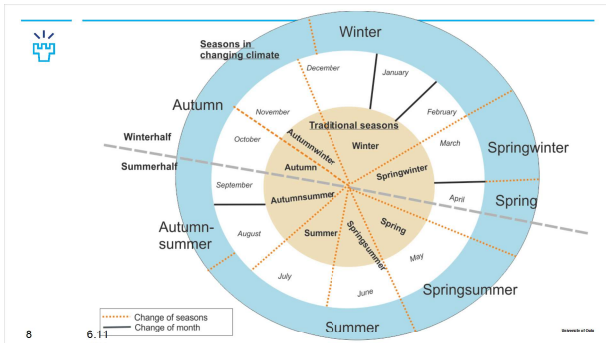 Seasons in
changing climate
Winter
December
January
February
March
April
May
June
July
August
September
October
November
Autumn
Winterhalf
Summerhalf
Autumn-
summer
Summer
Springsummer
Spring
Springwinter
Traditional seasons
Winter
Springwinter
Spring
Springsummer
Summer
Autumnsummer
Autumn
Autumnwinter
Change of seasons
Change of month
8
6.11
University of Oulu